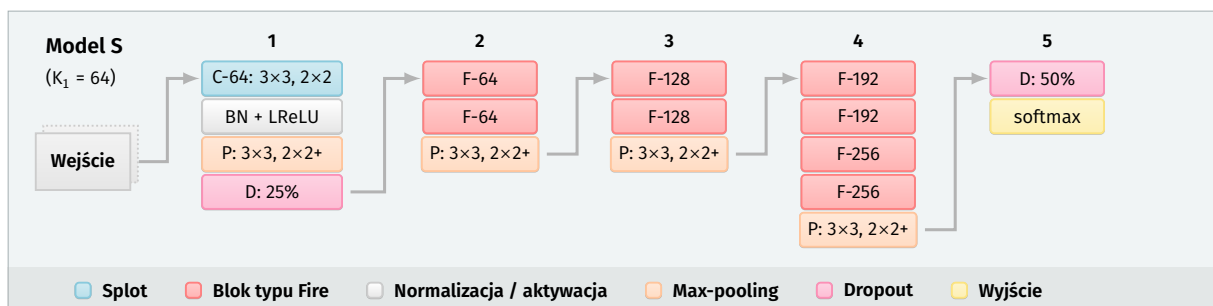 Model S
(K₁ = 64)
Wejście
1
C-64: 3×3, 2×2
BN + LReLU
P: 3×3, 2×2+
D: 25%
2
F-64
F-64
P: 3×3, 2×2+
3
F-128
F-128
P: 3×3, 2×2+
4
F-192
F-192
F-256
F-256
P: 3×3, 2×2+
5
D: 50%
softmax
Splot
Blok typu Fire
Normalizacja / aktywacja
Max-pooling
Dropout
Wyjście